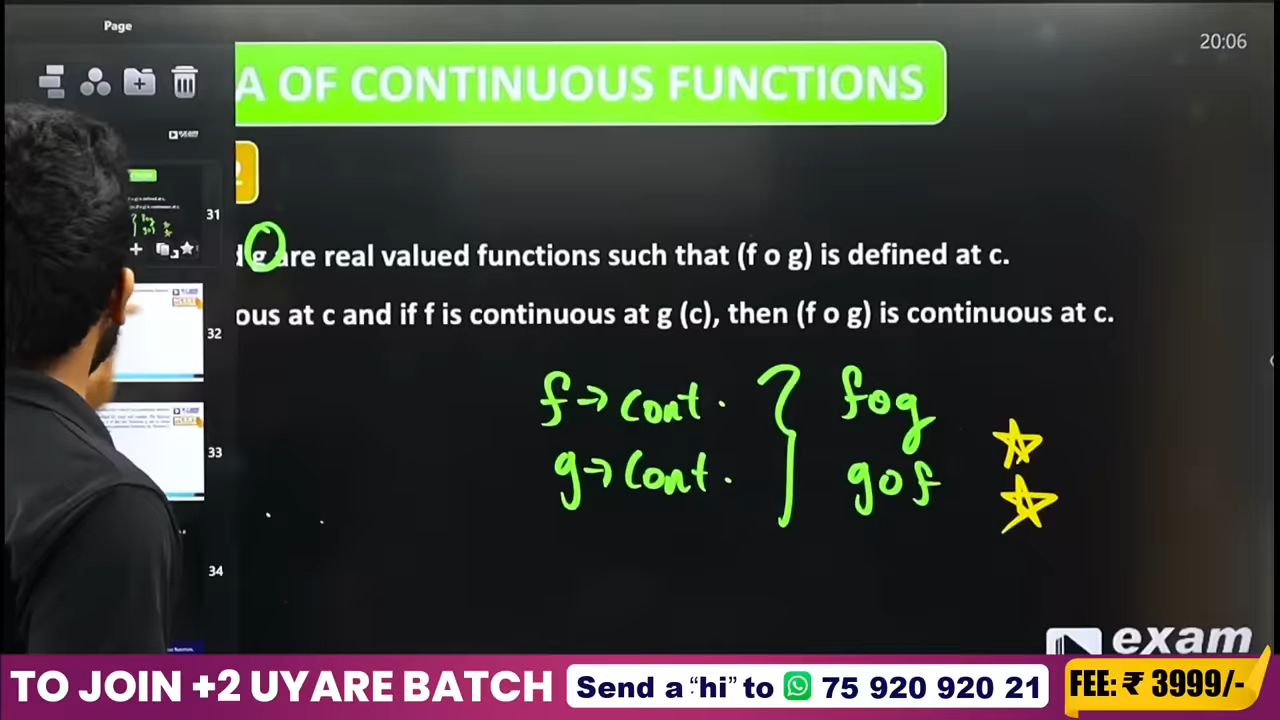 Page
20:06
A OF CONTINUOUS FUNCTIONS
2
31
g are real valued functions such that (f o g) is defined at c.
32
ous at c and if f is continuous at g (c), then (f o g) is continuous at c.
f → cont. } fog
g → cont. } gof
33
34
exam
TO JOIN +2 UYARE BATCH
Send a “hi” to 75 920 920 21
FEE: ₹ 3999/-